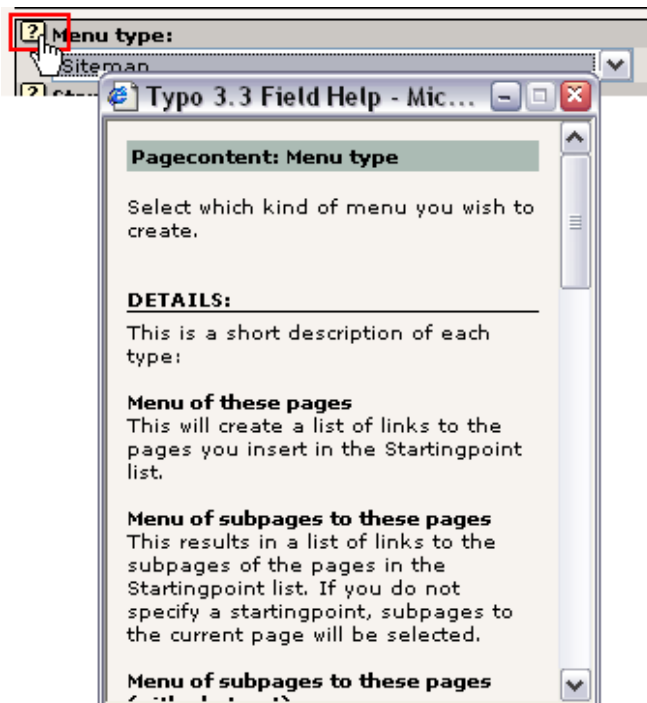 Menu type:
Sitemap
Typo 3.3 Field Help - Mic...
Pagecontent: Menu type
Select which kind of menu you wish to
create.
DETAILS:
This is a short description of each
type:
Menu of these pages
This will create a list of links to the
pages you insert in the Startingpoint
list.
Menu of subpages to these pages
This results in a list of links to the
subpages of the pages in the
Startingpoint list. If you do not
specify a startingpoint, subpages to
the current page will be selected.
Menu of subpages to these pages